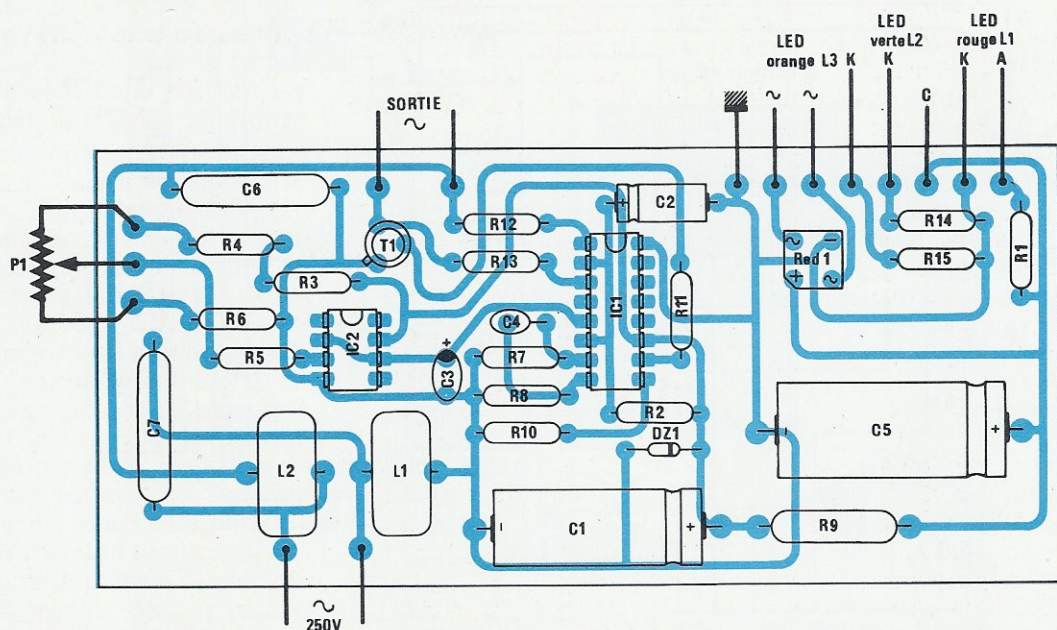 LED LED LED
orange L3 K verte L2 K rouge L1 K A
SORTIE
~
~ ~ C
C6
C2
R12
R14
R4
T1
P1
R13
Red 1
R15
R1
R3
IC1
R11
R6
IC2
C4
R5
C3
R7
R8
R2
C7
R10
DZ1
C5
L2
L1
C1
R9
~
250V